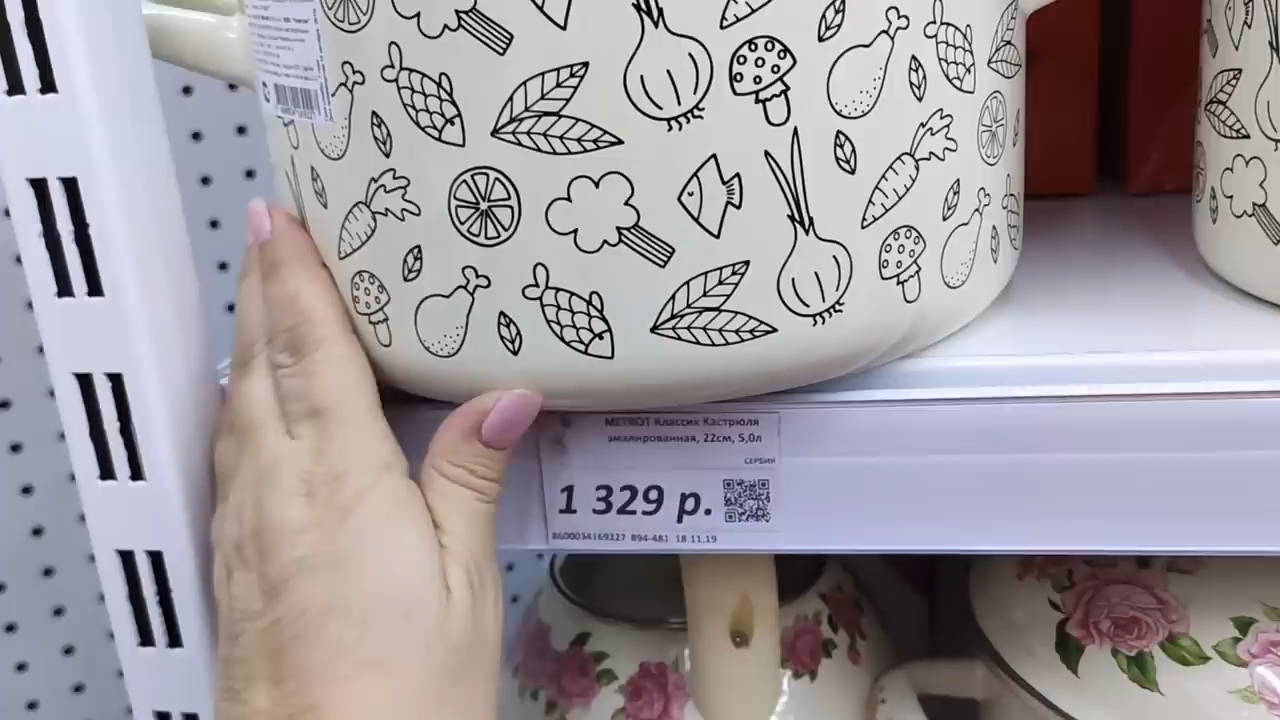 METROT Классик Кастрюля
эмалированная, 22см, 5,0л
СЕРБИЯ
1 329 р.
8600034169227 894-481 18.11.19